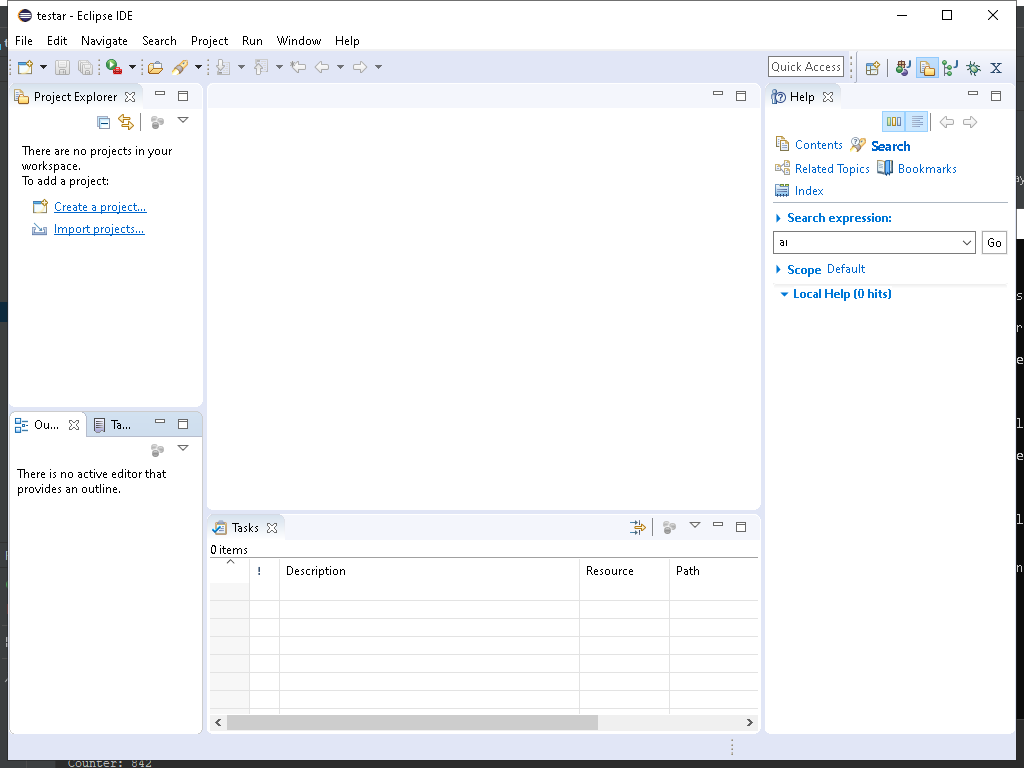 testar - Eclipse IDE
File Edit Navigate Search Project Run Window Help
Quick Access
Project Explorer
There are no projects in your
workspace.
To add a project:
Create a project...
Import projects...
Ou...
Ta...
There is no active editor that
provides an outline.
Tasks
0 items
! Description Resource Path
Help
Contents Search
Related Topics Bookmarks
Index
Search expression:
Go
Scope Default
Local Help (0 hits)
Counter: 842